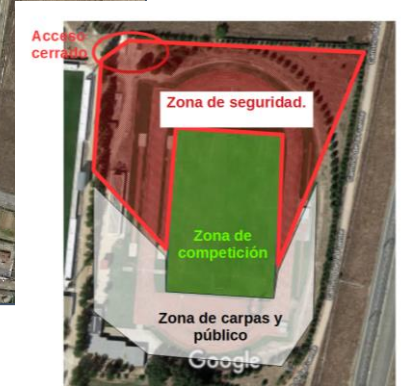 Acceso
cerrado
Zona de seguridad.
Zona de
competición
Zona de carpas y
público
Google